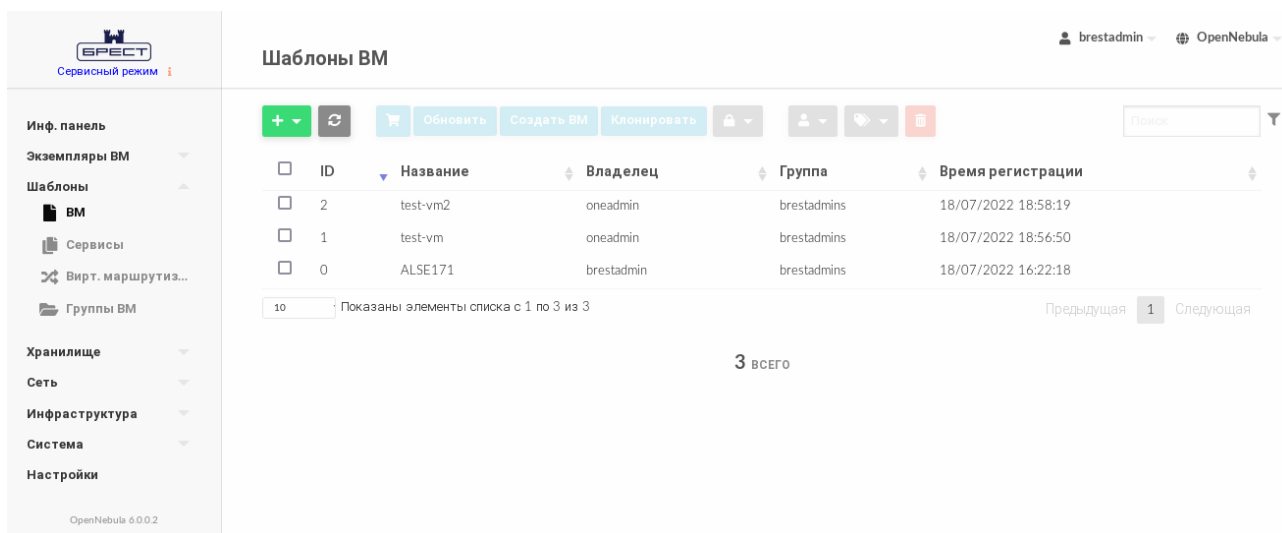 БРЕСТ
Сервисный режим i
Шаблоны ВМ
brestadmin
OpenNebula
Инф. панель
Экземпляры ВМ
Шаблоны
ВМ
Сервисы
Вирт. маршрутиз...
Группы ВМ
Хранилище
Сеть
Инфраструктура
Система
Настройки
OpenNebula 6.0.0.2
Обновить Создать ВМ Клонировать
Поиск
ID Название Владелец Группа Время регистрации
2 test-vm2 oneadmin brestadmins 18/07/2022 18:58:19
1 test-vm oneadmin brestadmins 18/07/2022 18:56:50
0 ALSE171 brestadmin brestadmins 18/07/2022 16:22:18
10 Показаны элементы списка с 1 по 3 из 3
Предыдущая 1 Следующая
3 ВСЕГО